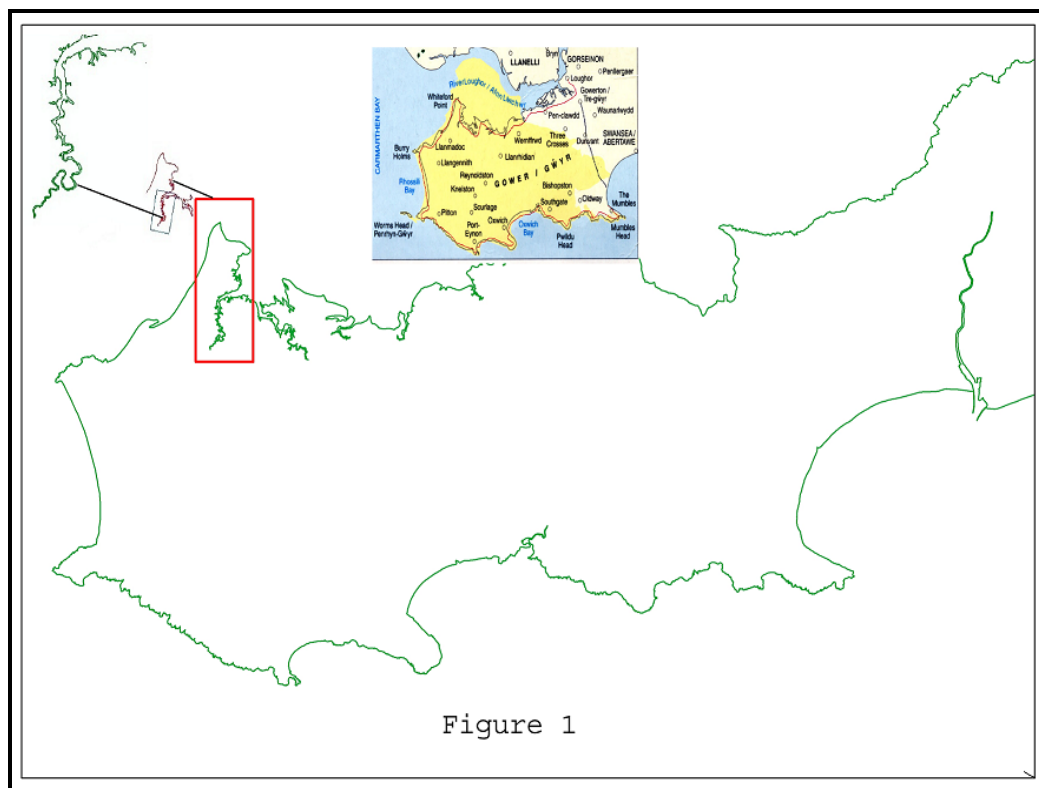 Bryn
GORSEINON
LLANELLI
Penllergaer
Loughor
River Loughor / Afon Llwchwr
Gowerton /
Tre-gŵyr
Whiteford
Point
Pen-clawdd
Waunarlwydd
CARMARTHEN BAY
Wernffrwd
Three
Crosses
Dunvant
SWANSEA /
ABERTAWE
Burry
Holms
Llanmadoc
Llangennith
Llanrhidian
GOWER / GŴYR
Rhossili
Bay
Reynoldston
Knelston
Bishopston
The
Mumbles
Pitton
Scurlage
Southgate
Oldway
Worms Head /
Penrhyn-Gŵyr
Port-
Eynon
Oxwich
Oxwich
Bay
Pwlldu
Head
Mumbles
Head
Figure 1